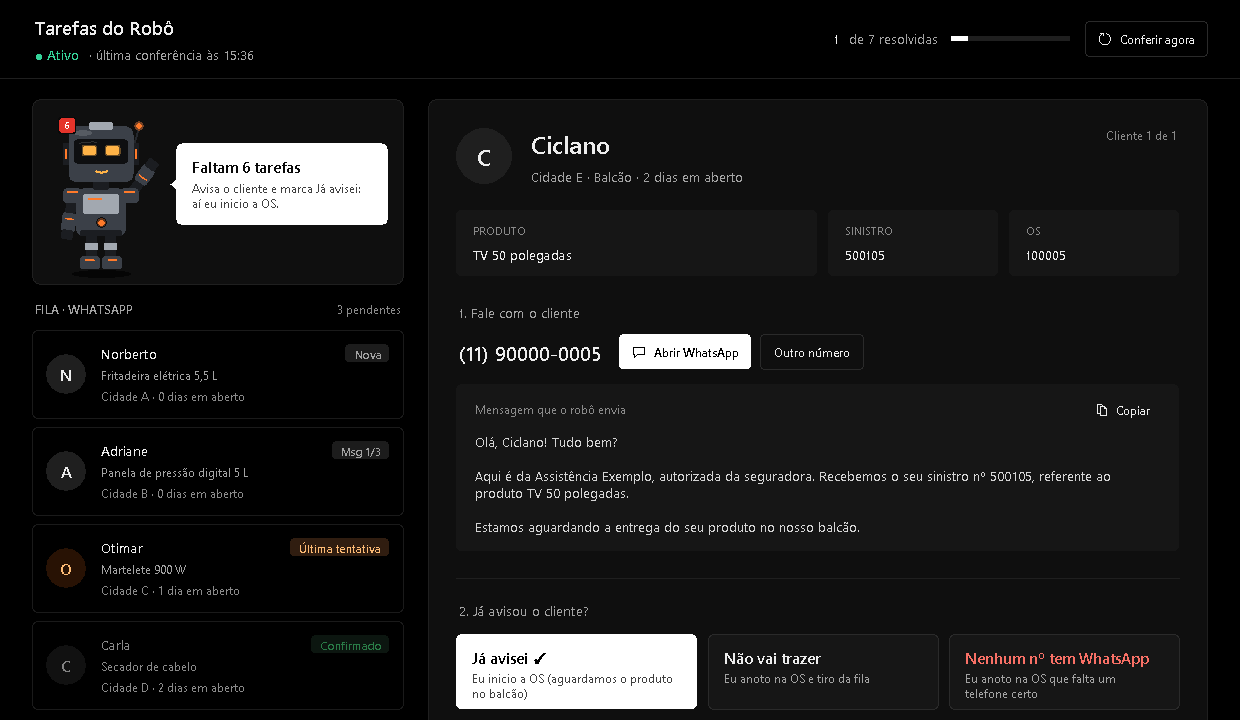 Tarefas do Robô
Ativo · última conferência às 15:36
1 de 7 resolvidas
Conferir agora
6
Faltam 6 tarefas
Avisa o cliente e marca Já avisei:
aí eu inicio a OS.
FILA · WHATSAPP
3 pendentes
N
Norberto
Nova
Fritadeira elétrica 5,5 L
Cidade A · 0 dias em aberto
A
Adriane
Msg 1/3
Panela de pressão digital 5 L
Cidade B · 0 dias em aberto
O
Otimar
Última tentativa
Martelete 900 W
Cidade C · 1 dia em aberto
C
Carla
Confirmado
Secador de cabelo
Cidade D · 2 dias em aberto
C
Ciclano
Cidade E · Balcão · 2 dias em aberto
Cliente 1 de 1
PRODUTO
TV 50 polegadas
SINISTRO
500105
OS
100005
1. Fale com o cliente
(11) 90000-0005
Abrir WhatsApp
Outro número
Mensagem que o robô envia
Copiar
Olá, Ciclano! Tudo bem?
Aqui é da Assistência Exemplo, autorizada da seguradora. Recebemos o seu sinistro nº 500105, referente ao
produto TV 50 polegadas.
Estamos aguardando a entrega do seu produto no nosso balcão.
2. Já avisou o cliente?
Já avisei ✔
Eu inicio a OS (aguardamos o produto
no balcão)
Não vai trazer
Eu anoto na OS e tiro da fila
Nenhum nº tem WhatsApp
Eu anoto na OS que falta um
telefone certo